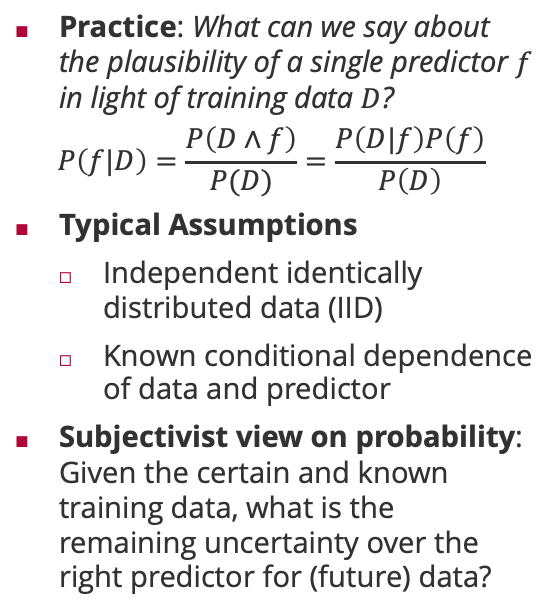 Practice: What can we say about
the plausibility of a single predictor f
in light of training data D?
P(f|D) = P(D ∧ f) / P(D) = P(D|f)P(f) / P(D)
Typical Assumptions
Independent identically
distributed data (IID)
Known conditional dependence
of data and predictor
Subjectivist view on probability:
Given the certain and known
training data, what is the
remaining uncertainty over the
right predictor for (future) data?